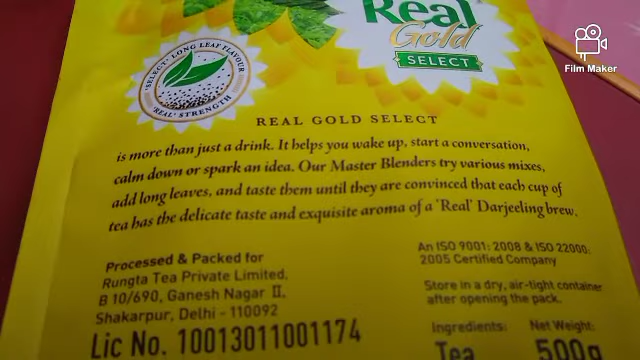 Real
Gold
SELECT
Film Maker
'SELECT' LONG LEAF FLAVOUR
'REAL' STRENGTH
REAL GOLD SELECT
is more than just a drink. It helps you wake up, start a conversation,
calm down or spark an idea. Our Master Blenders try various mixes,
add long leaves, and taste them until they are convinced that each cup of
tea has the delicate taste and exquisite aroma of a 'Real' Darjeeling brew.
Processed & Packed for
Rungta Tea Private Limited,
B 10/690, Ganesh Nagar II,
Shakarpur, Delhi - 110092
Lic No. 10013011001174
An ISO 9001: 2008 & ISO 22000:
2005 Certified Company
Store in a dry, air-tight container
after opening the pack.
Ingredients: Net Weight:
Tea 500g